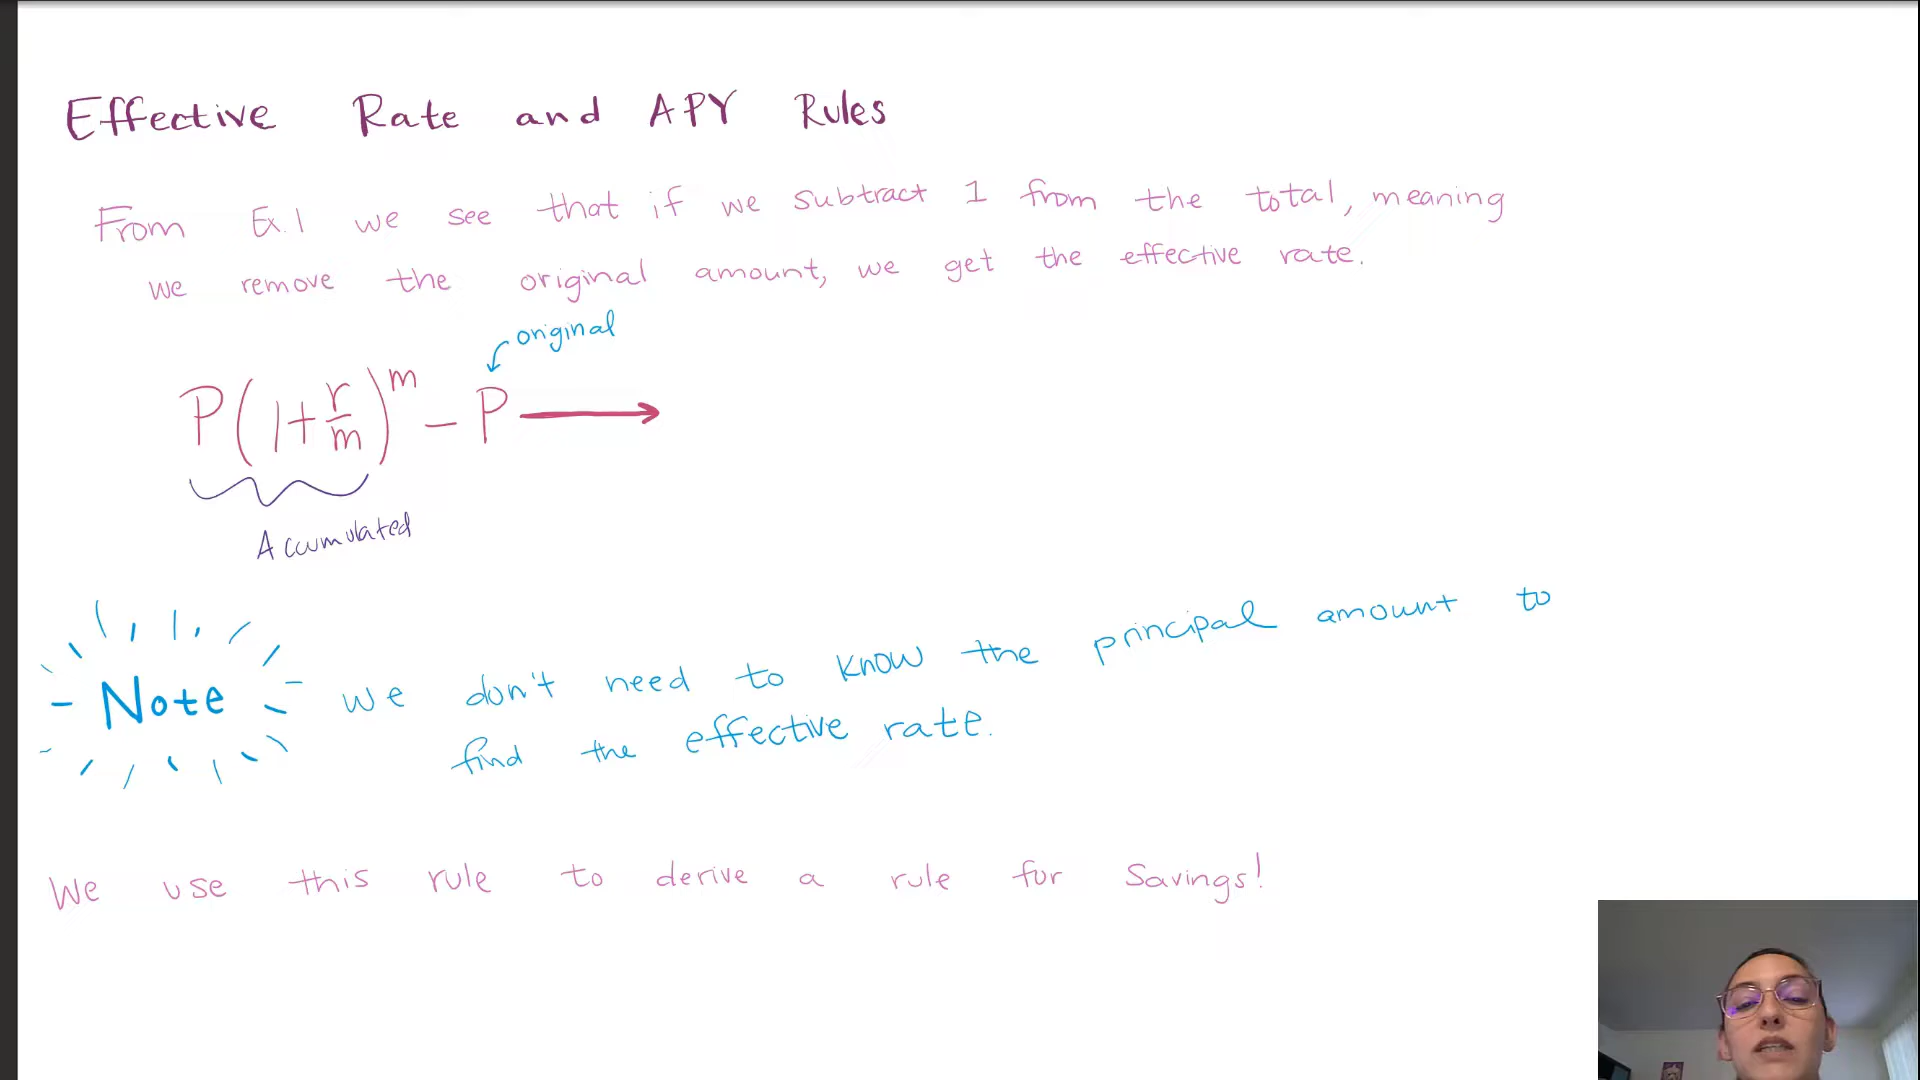 Effective Rate and APY Rules
From Ex.1 we see that if we subtract 1 from the total, meaning
we remove the original amount, we get the effective rate.
original
P(1+r/m)^m - P →
Accumulated
Note we don't need to know the principal amount to
find the effective rate.
We use this rule to derive a rule for Savings!